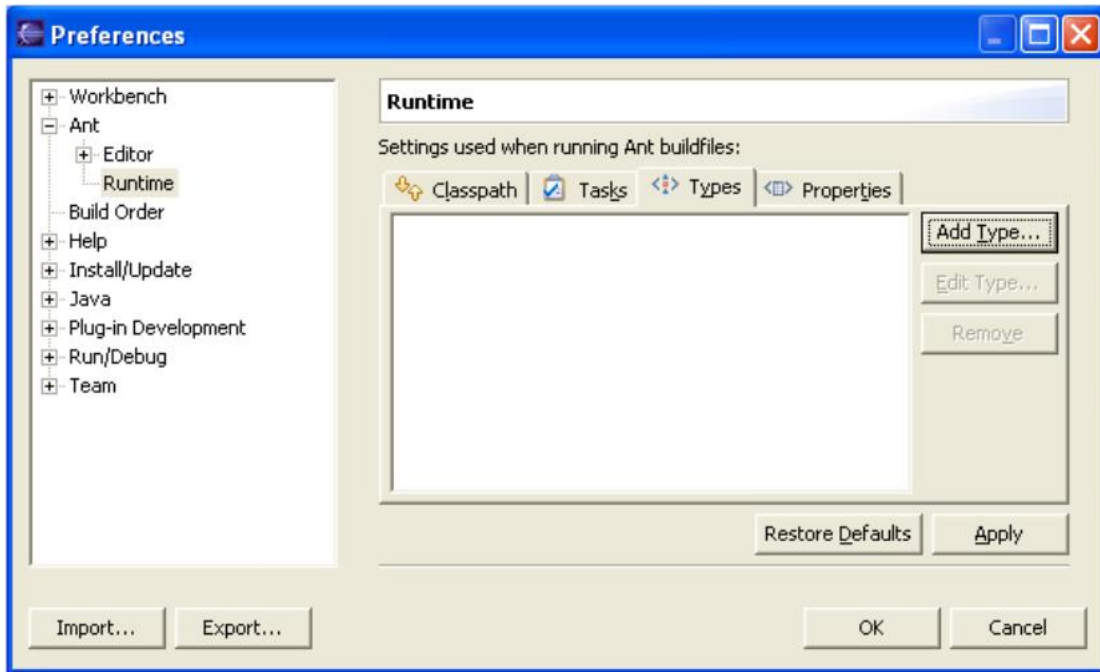 Preferences
Workbench
Ant
Editor
Runtime
Build Order
Help
Install/Update
Java
Plug-in Development
Run/Debug
Team
Runtime
Settings used when running Ant buildfiles:
Classpath Tasks Types Properties
Add Type...
Edit Type...
Remove
Restore Defaults Apply
Import... Export... OK Cancel